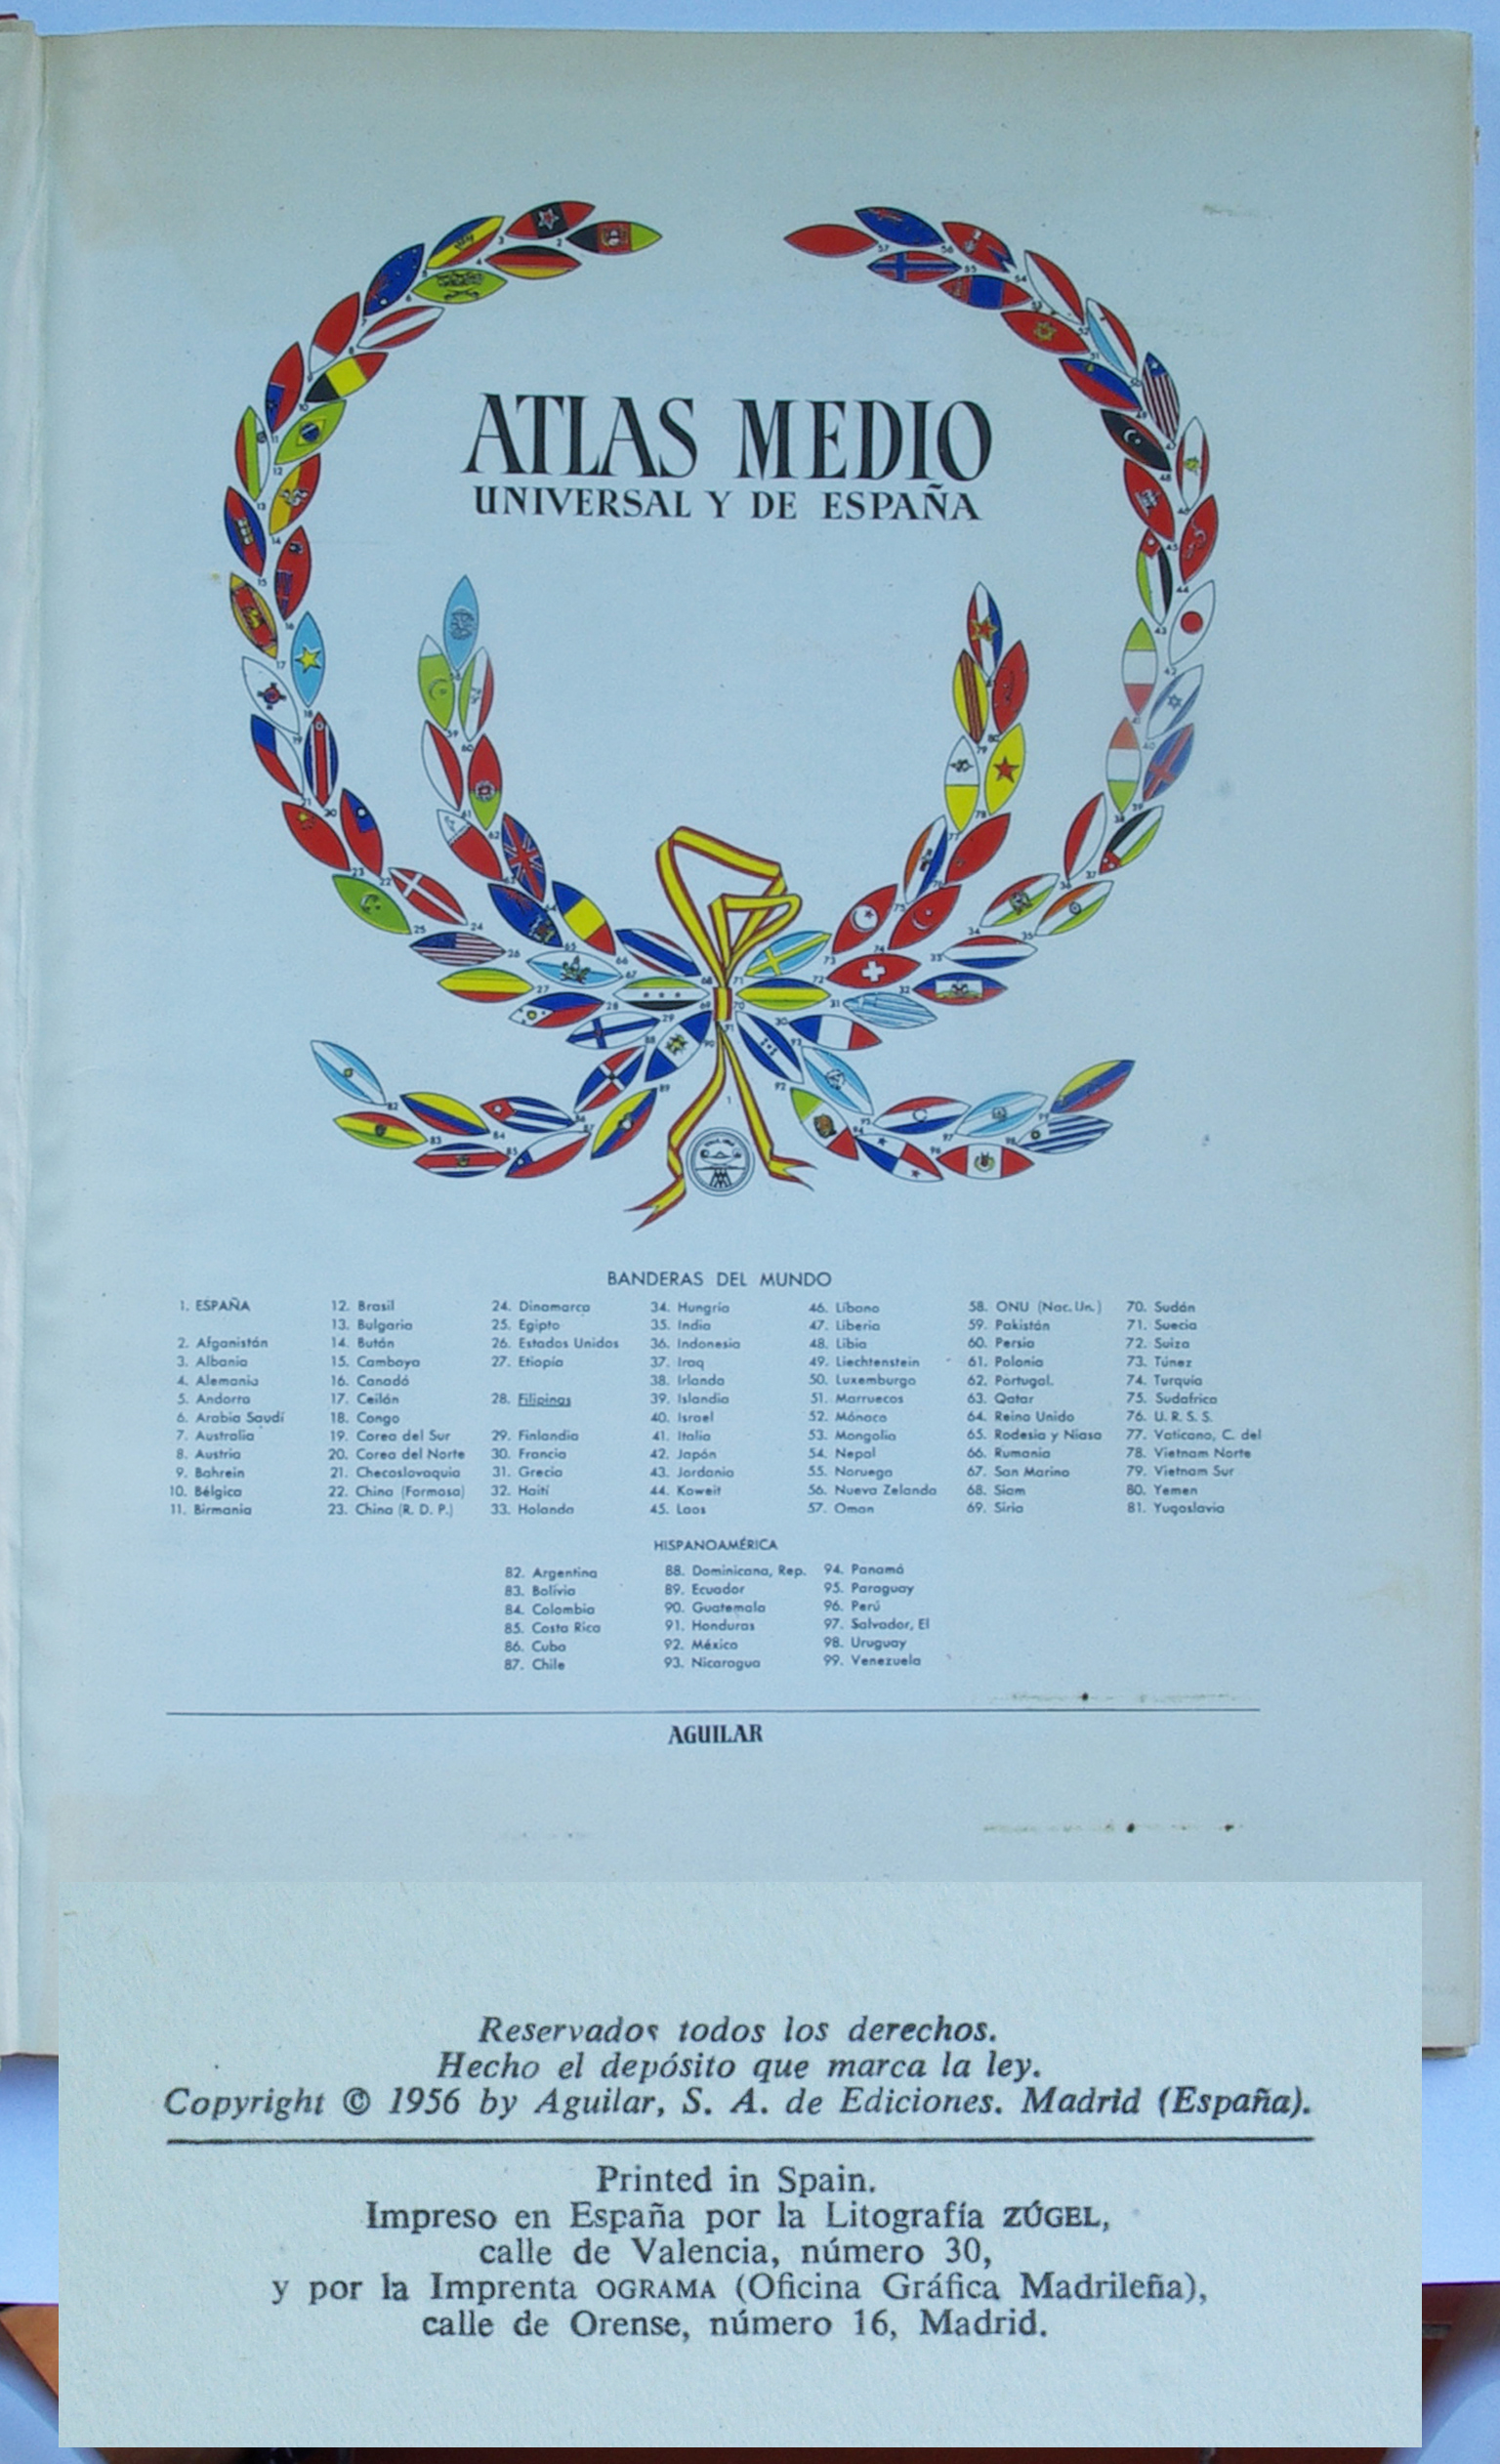 ATLAS MEDIO
UNIVERSAL Y DE ESPAÑA
BANDERAS DEL MUNDO
1. ESPAÑA
2. Afganistán
3. Albania
4. Alemania
5. Andorra
6. Arabia Saudí
7. Australia
8. Austria
9. Bahrein
10. Bélgica
11. Birmania
12. Brasil
13. Bulgaria
14. Bután
15. Camboya
16. Canadá
17. Ceilán
18. Congo
19. Corea del Sur
20. Corea del Norte
21. Checoslovaquia
22. China (Formosa)
23. China (R. D. P.)
24. Dinamarca
25. Egipto
26. Estados Unidos
27. Etiopía
28. Filipinas
29. Finlandia
30. Francia
31. Grecia
32. Haití
33. Holanda
34. Hungría
35. India
36. Indonesia
37. Iraq
38. Irlanda
39. Islandia
40. Israel
41. Italia
42. Japón
43. Jordania
44. Koweit
45. Laos
46. Líbano
47. Liberia
48. Libia
49. Liechtenstein
50. Luxemburgo
51. Marruecos
52. Mónaco
53. Mongolia
54. Nepal
55. Noruega
56. Nueva Zelanda
57. Oman
58. ONU (Nac. Un.)
59. Pakistán
60. Persia
61. Polonia
62. Portugal.
63. Qatar
64. Reino Unido
65. Rodesia y Niasa
66. Rumania
67. San Marino
68. Siam
69. Siria
70. Sudán
71. Suecia
72. Suiza
73. Túnez
74. Turquía
75. Sudafrica
76. U. R. S. S.
77. Vaticano, C. del
78. Vietnam Norte
79. Vietnam Sur
80. Yemen
81. Yugoslavia
HISPANOAMÉRICA
82. Argentina
83. Bolivia
84. Colombia
85. Costa Rica
86. Cuba
87. Chile
88. Dominicana, Rep.
89. Ecuador
90. Guatemala
91. Honduras
92. México
93. Nicaragua
94. Panamá
95. Paraguay
96. Perú
97. Salvador, El
98. Uruguay
99. Venezuela
AGUILAR
Reservados todos los derechos.
Hecho el depósito que marca la ley.
Copyright © 1956 by Aguilar, S. A. de Ediciones. Madrid (España).
Printed in Spain.
Impreso en España por la Litografía ZÚGEL,
calle de Valencia, número 30,
y por la Imprenta OGRAMA (Oficina Gráfica Madrileña),
calle de Orense, número 16, Madrid.